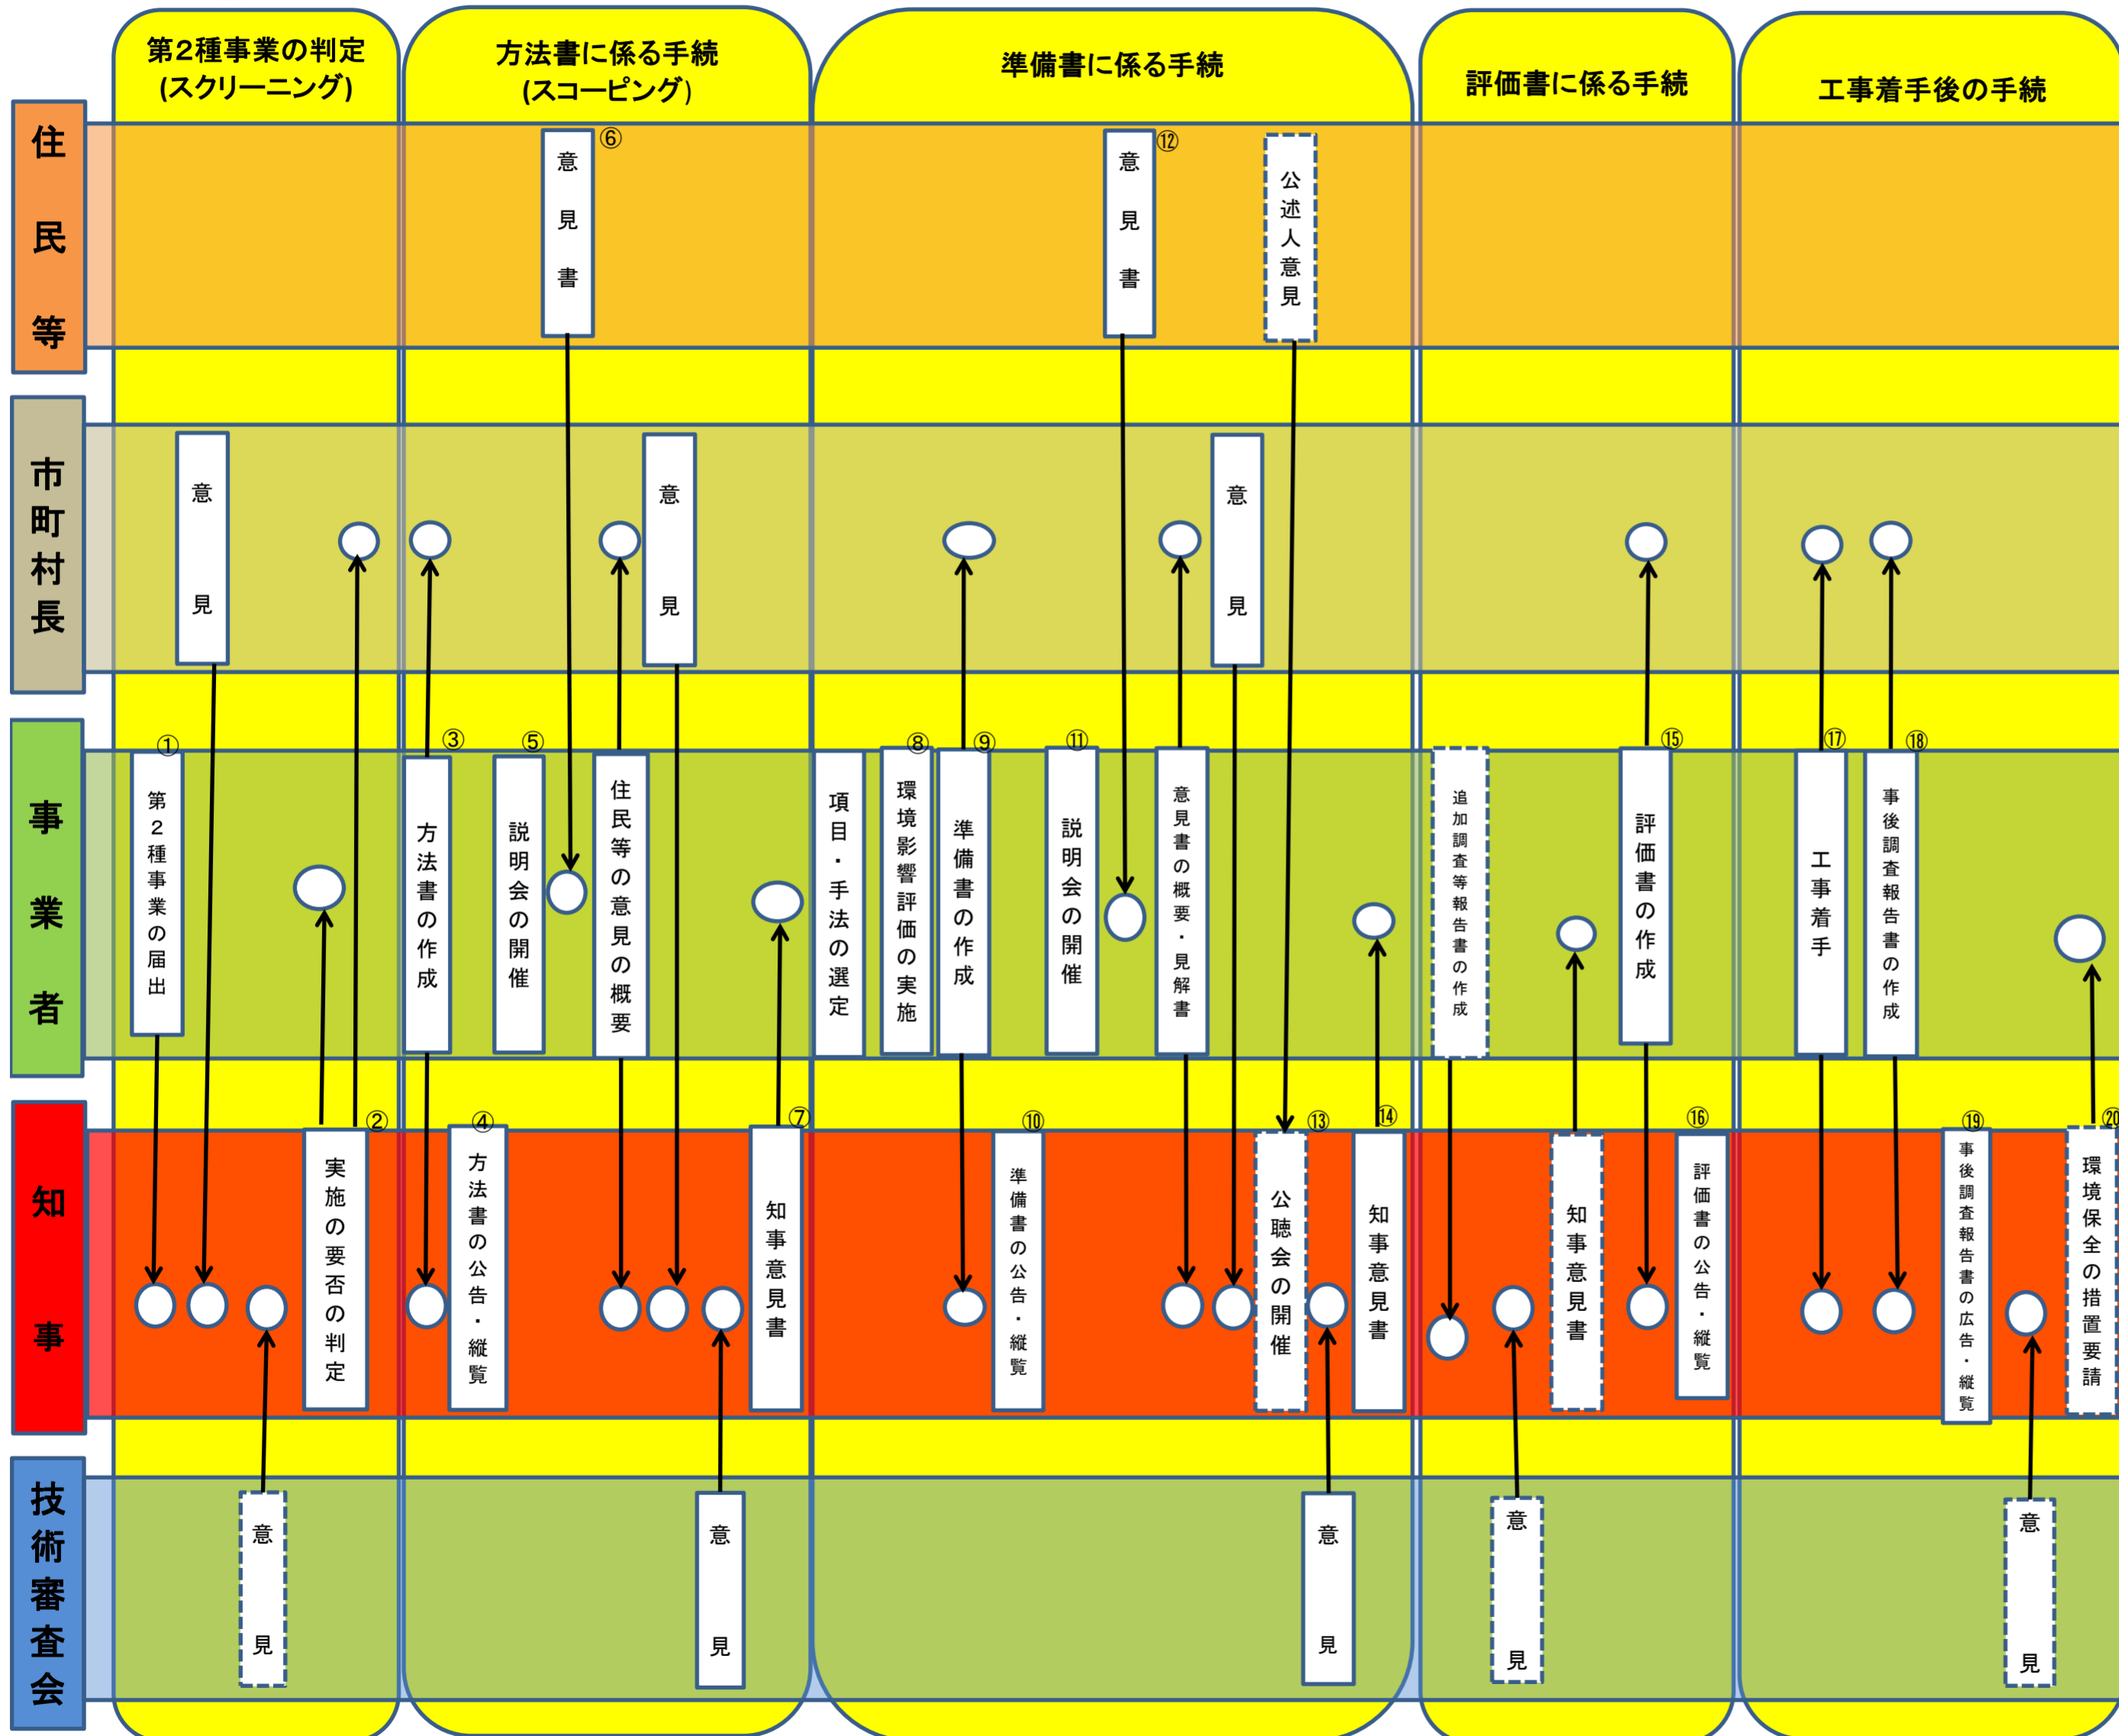 第２種事業の判定
(スクリーニング)
方法書に係る手続
(スコーピング)
準備書に係る手続
評価書に係る手続
工事着手後の手続
住民等
意見書
⑥
意見書
⑫
公述人意見
市町村長
意見
意見
意見
事業者
①
第２種事業の届出
③
方法書の作成
⑤
説明会の開催
住民等の意見の概要
項目・手法の選定
⑧
環境影響評価の実施
⑨
準備書の作成
⑪
説明会の開催
意見書の概要・見解書
追加調査等報告書の作成
⑮
評価書の作成
⑰
工事着手
⑱
事後調査報告書の作成
知事
②
実施の要否の判定
④
方法書の公告・縦覧
⑦
知事意見書
⑩
準備書の公告・縦覧
⑬
公聴会の開催
⑭
知事意見書
知事意見書
⑯
評価書の公告・縦覧
⑲
事後調査報告書の広告・縦覧
⑳
環境保全の措置要請
技術審査会
意見
意見
意見
意見
意見